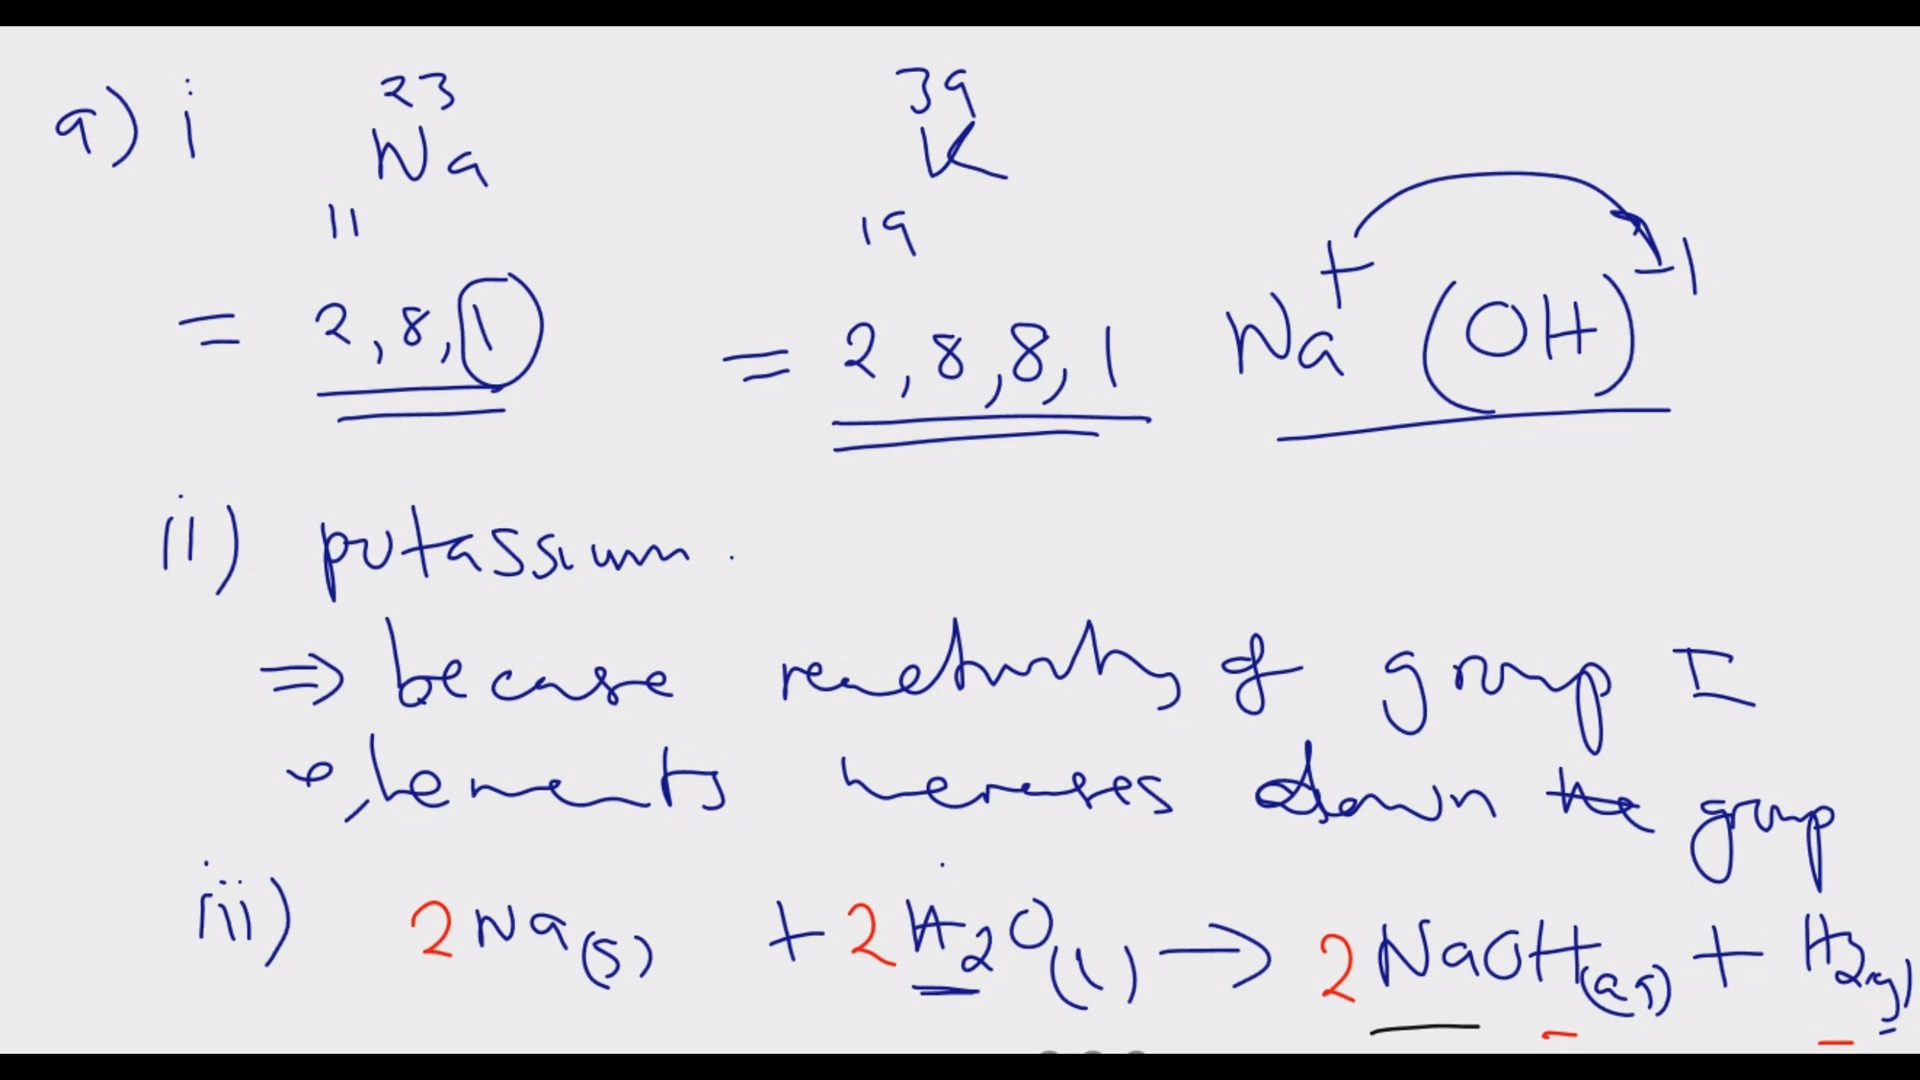 a) i 23 Na 11 39 K 19
= 2,8,1 = 2,8,8,1 Na+ (OH)-1
ii) potassium.
⇒ because reactivity of group I
elements increases down the group
iii) 2Na(s) + 2H2O(l) → 2NaOH(aq) + H2(g)